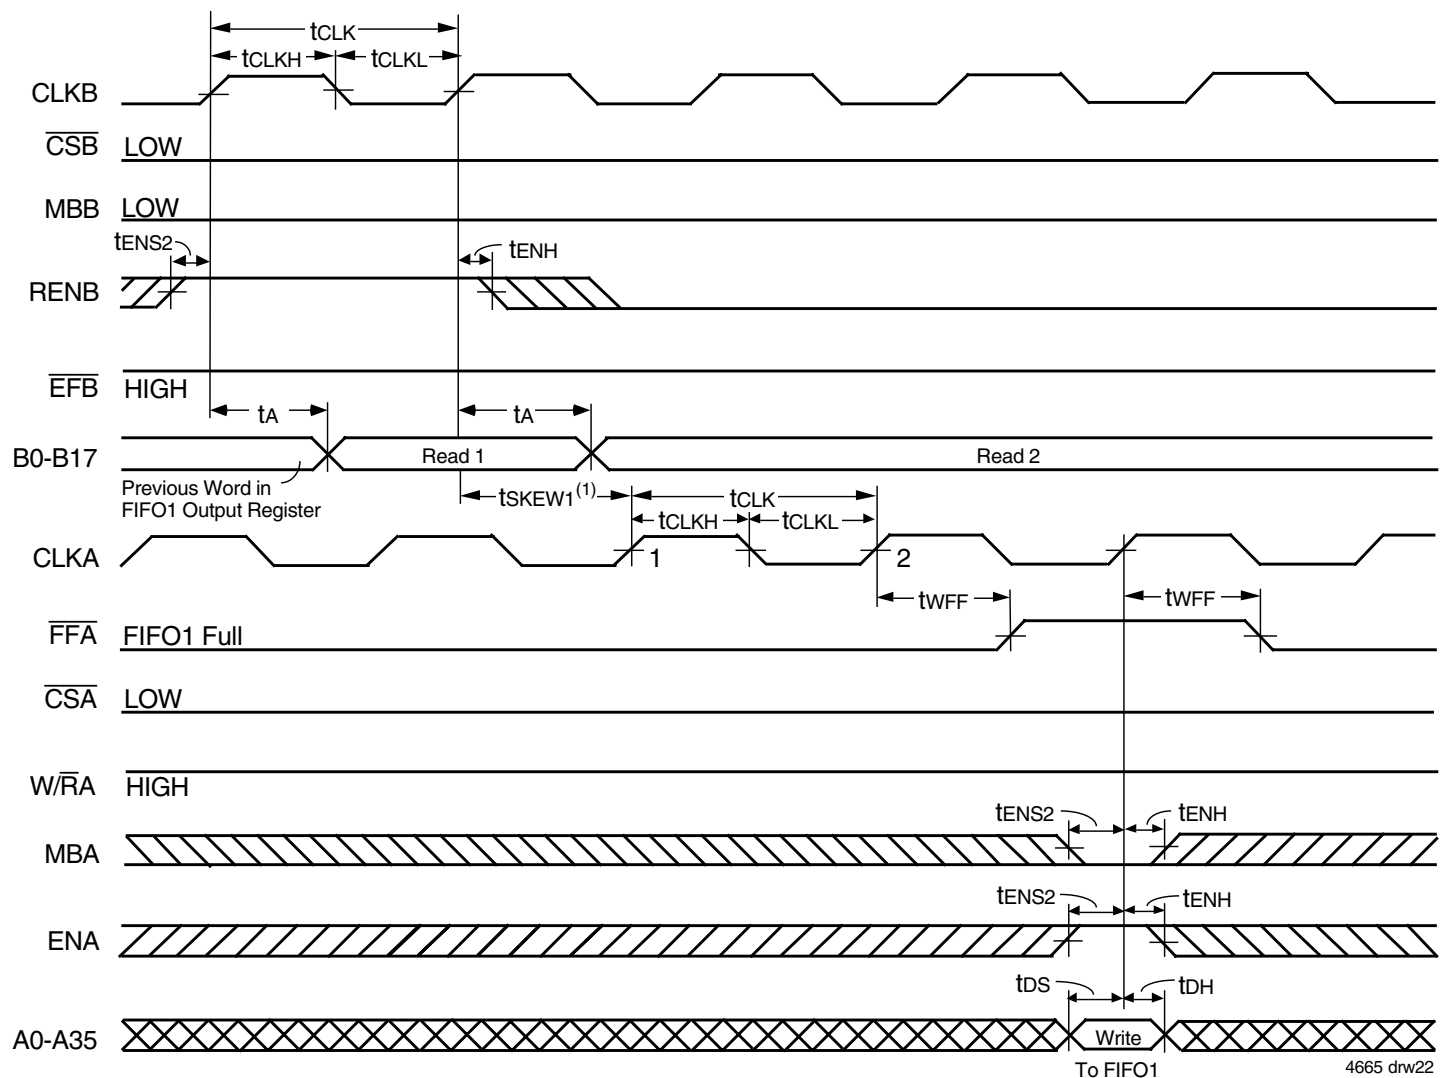 tCLK
tCLKH tCLKL
CLKB
CSB LOW
MBB LOW
tENS2 tENH
RENB
EFB HIGH
tA tA
B0-B17 Read 1 Read 2
Previous Word in
FIFO1 Output Register
tSKEW1(1) tCLK
tCLKH tCLKL
CLKA 1 2
tWFF tWFF
FFA FIFO1 Full
CSA LOW
W/RA HIGH
tENS2 tENH
MBA
tENS2 tENH
ENA
tDS tDH
A0-A35 Write
To FIFO1
4665 drw22